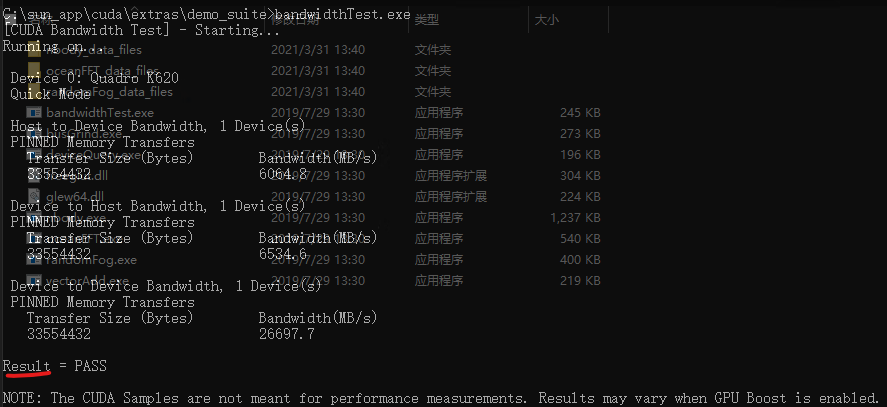 C:\sun_app\cuda\extras\demo_suite>bandwidthTest.exe
名称 修改日期 类型 大小
[CUDA Bandwidth Test] - Starting...
Running on...
nbody_data_files 2021/3/31 13:40 文件夹
oceanFFT_data_files 2021/3/31 13:40 文件夹
Device 0: Quadro K620
randomFog_data_files 2021/3/31 13:40 文件夹
Quick Mode
bandwidthTest.exe 2019/7/29 13:30 应用程序 245 KB
Host to Device Bandwidth, 1 Device(s)
2019/7/29 13:30 应用程序 273 KB
PINNED Memory Transfers
deviceQuery.exe 2019/7/29 13:30 应用程序 196 KB
Transfer Size (Bytes) Bandwidth(MB/s)
33554432 6064.8
2019/7/29 13:30 应用程序扩展 304 KB
glew64.dll 2019/7/29 13:30 应用程序扩展 224 KB
Device to Host Bandwidth, 1 Device(s)
nbody.exe 2019/7/29 13:30 应用程序 1,237 KB
PINNED Memory Transfers
Transfer Size (Bytes) Bandwidth(MB/s)
oceanFFT.exe 2019/7/29 13:30 应用程序 540 KB
33554432 6534.6
randomFog.exe 2019/7/29 13:30 应用程序 400 KB
vectorAdd.exe 2019/7/29 13:30 应用程序 219 KB
Device to Device Bandwidth, 1 Device(s)
PINNED Memory Transfers
Transfer Size (Bytes) Bandwidth(MB/s)
33554432 26697.7
Result = PASS
NOTE: The CUDA Samples are not meant for performance measurements. Results may vary when GPU Boost is enabled.